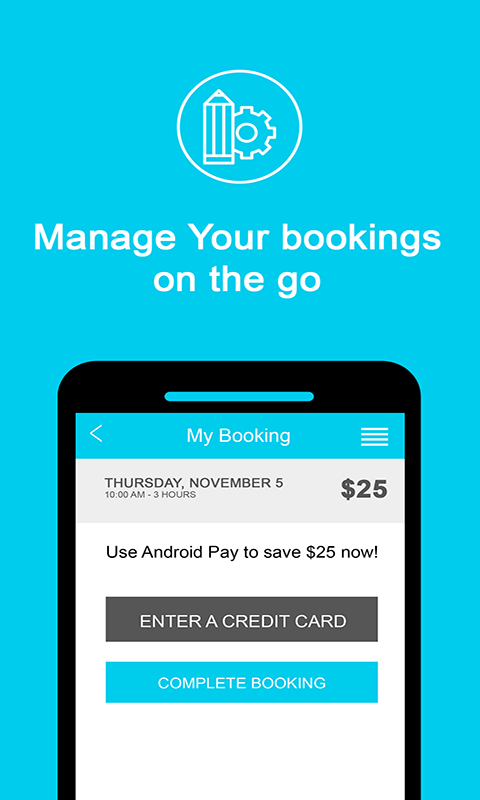 Manage Your bookings
on the go
My Booking
THURSDAY, NOVEMBER 5
10:00 AM - 3 HOURS
$25
Use Android Pay to save $25 now!
ENTER A CREDIT CARD
COMPLETE BOOKING